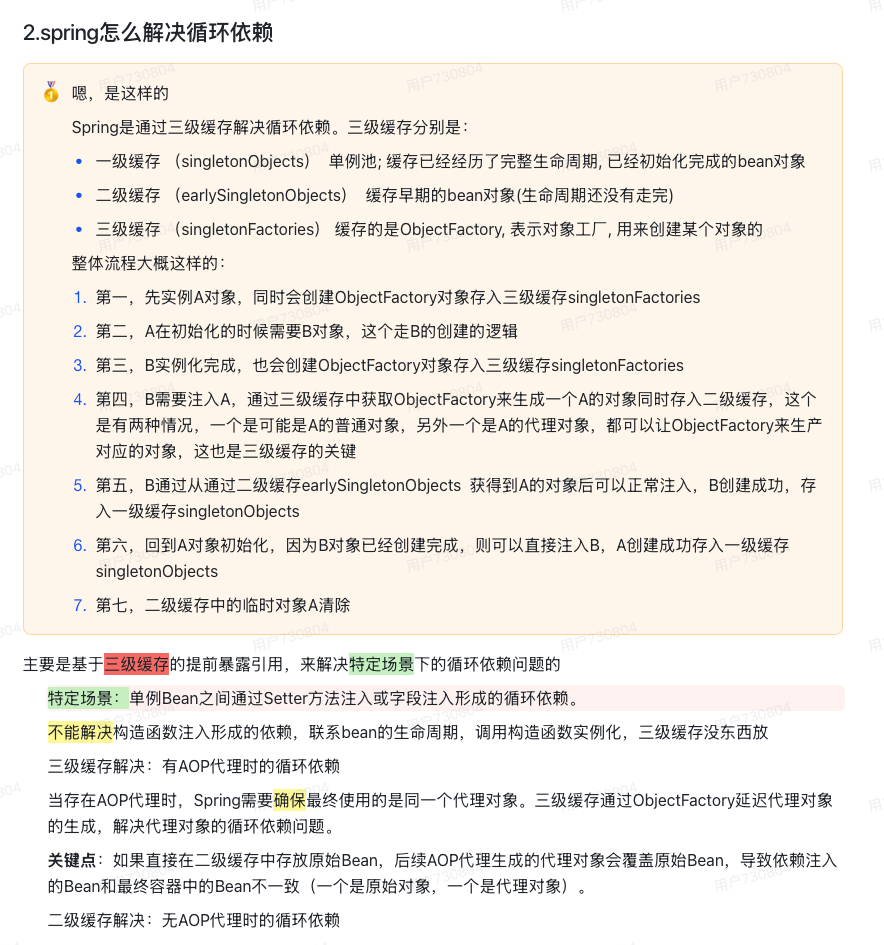 2.spring怎么解决循环依赖
嗯，是这样的
Spring是通过三级缓存解决循环依赖。三级缓存分别是：
一级缓存 （singletonObjects） 单例池; 缓存已经经历了完整生命周期, 已经初始化完成的bean对象
二级缓存 （earlySingletonObjects） 缓存早期的bean对象(生命周期还没有走完)
三级缓存 （singletonFactories） 缓存的是ObjectFactory, 表示对象工厂, 用来创建某个对象的
整体流程大概这样的：
1. 第一，先实例A对象，同时会创建ObjectFactory对象存入三级缓存singletonFactories
2. 第二，A在初始化的时候需要B对象，这个走B的创建的逻辑
3. 第三，B实例化完成，也会创建ObjectFactory对象存入三级缓存singletonFactories
4. 第四，B需要注入A，通过三级缓存中获取ObjectFactory来生成一个A的对象同时存入二级缓存，这个
是有两种情况，一个是可能是A的普通对象，另外一个是A的代理对象，都可以让ObjectFactory来生产
对应的对象，这也是三级缓存的关键
5. 第五，B通过从通过二级缓存earlySingletonObjects 获得到A的对象后可以正常注入，B创建成功，存
入一级缓存singletonObjects
6. 第六，回到A对象初始化，因为B对象已经创建完成，则可以直接注入B，A创建成功存入一级缓存
singletonObjects
7. 第七，二级缓存中的临时对象A清除
主要是基于三级缓存的提前暴露引用，来解决特定场景下的循环依赖问题的
特定场景：单例Bean之间通过Setter方法注入或字段注入形成的循环依赖。
不能解决构造函数注入形成的依赖，联系bean的生命周期，调用构造函数实例化，三级缓存没东西放
三级缓存解决：有AOP代理时的循环依赖
当存在AOP代理时，Spring需要确保最终使用的是同一个代理对象。三级缓存通过ObjectFactory延迟代理对象
的生成，解决代理对象的循环依赖问题。
关键点：如果直接在二级缓存中存放原始Bean，后续AOP代理生成的代理对象会覆盖原始Bean，导致依赖注入
的Bean和最终容器中的Bean不一致（一个是原始对象，一个是代理对象）。
二级缓存解决：无AOP代理时的循环依赖
用户730804